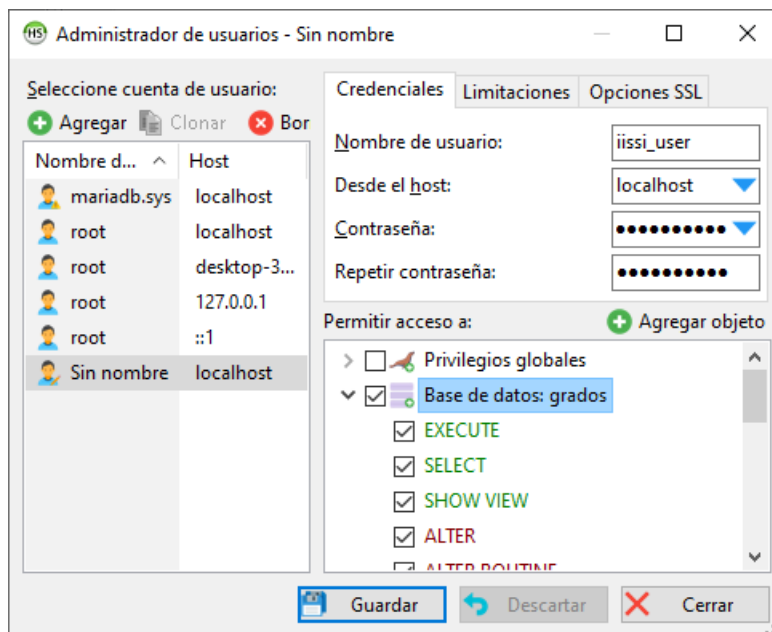 HS Administrador de usuarios - Sin nombre
Seleccione cuenta de usuario:
Agregar Clonar Bor
Nombre d... Host
mariadb.sys localhost
root localhost
root desktop-3...
root 127.0.0.1
root ::1
Sin nombre localhost
Credenciales Limitaciones Opciones SSL
Nombre de usuario: iissi_user
Desde el host: localhost
Contraseña: ●●●●●●●●●●
Repetir contraseña: ●●●●●●●●●●
Permitir acceso a: Agregar objeto
Privilegios globales
Base de datos: grados
EXECUTE
SELECT
SHOW VIEW
ALTER
ALTER ROUTINE
Guardar Descartar Cerrar